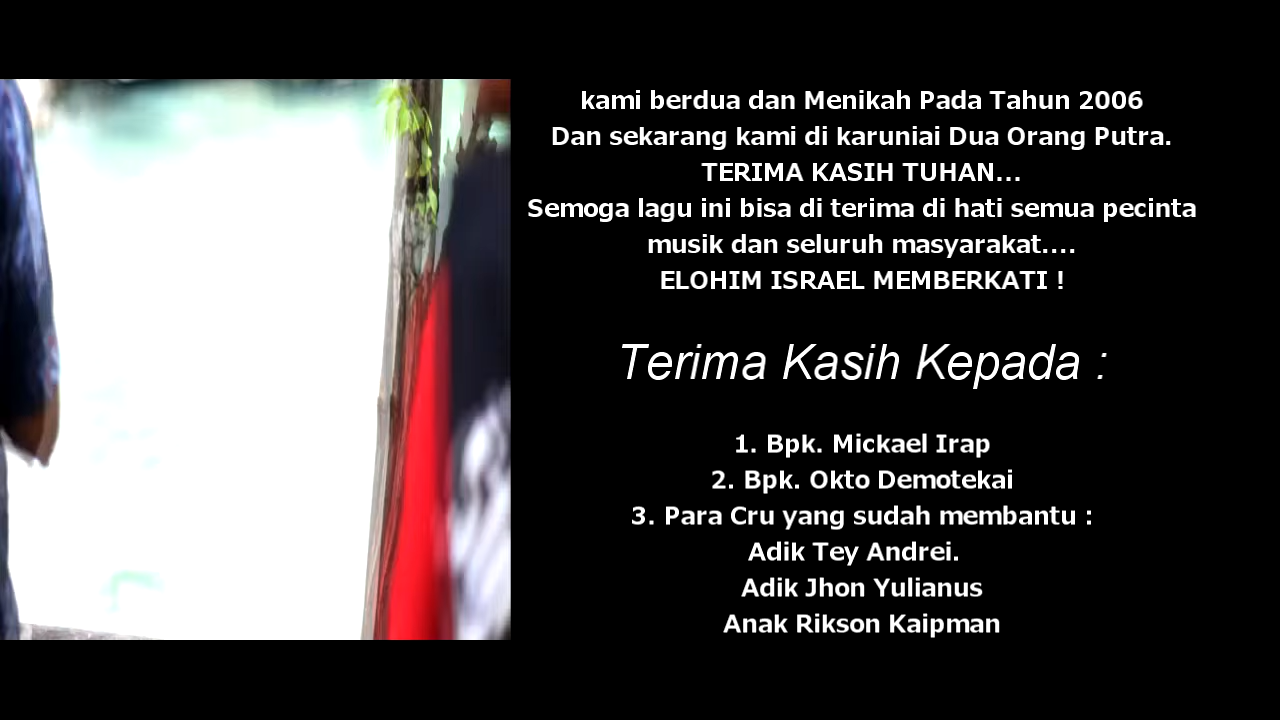 kami berdua dan Menikah Pada Tahun 2006
Dan sekarang kami di karuniai Dua Orang Putra.
TERIMA KASIH TUHAN...
Semoga lagu ini bisa di terima di hati semua pecinta
musik dan seluruh masyarakat....
ELOHIM ISRAEL MEMBERKATI !
Terima Kasih Kepada :
1. Bpk. Mickael Irap
2. Bpk. Okto Demotekai
3. Para Cru yang sudah membantu :
Adik Tey Andrei.
Adik Jhon Yulianus
Anak Rikson Kaipman